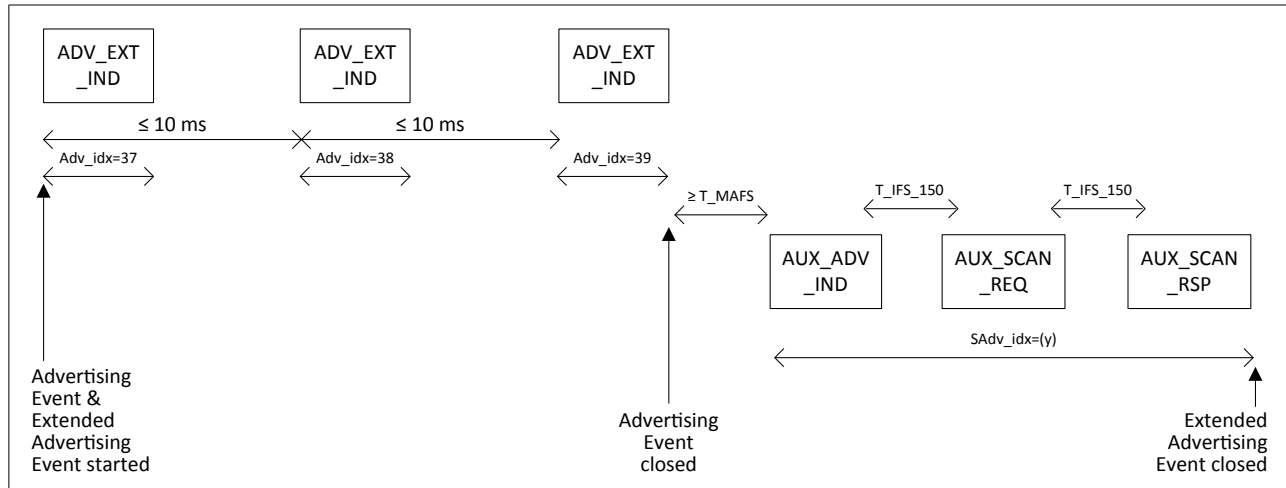 ADV_EXT
_IND
ADV_EXT
_IND
ADV_EXT
_IND
≤ 10 ms
≤ 10 ms
Adv_idx=37
Adv_idx=38
Adv_idx=39
≥ T_MAFS
T_IFS_150
T_IFS_150
AUX_ADV
_IND
AUX_SCAN
_REQ
AUX_SCAN
_RSP
SAdv_idx=(y)
Advertising
Event &
Extended
Advertising
Event started
Advertising
Event
closed
Extended
Advertising
Event closed